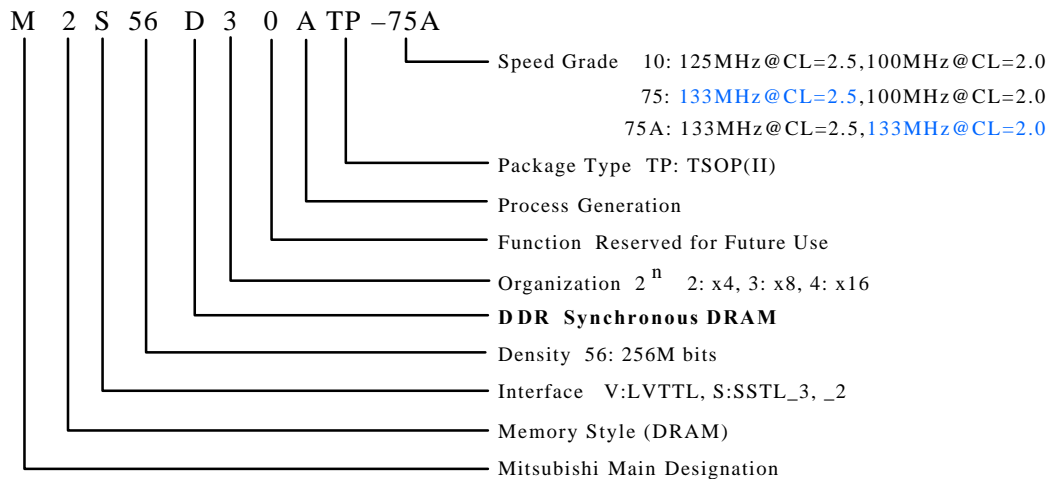 M 2 S 56 D 3 0 A TP –75A
Speed Grade 10: 125MHz@CL=2.5,100MHz@CL=2.0
75: 133MHz@CL=2.5,100MHz@CL=2.0
75A: 133MHz@CL=2.5,133MHz@CL=2.0
Package Type TP: TSOP(II)
Process Generation
Function Reserved for Future Use
Organization 2 n 2: x4, 3: x8, 4: x16
DDR Synchronous DRAM
Density 56: 256M bits
Interface V:LVTTL, S:SSTL_3, _2
Memory Style (DRAM)
Mitsubishi Main Designation